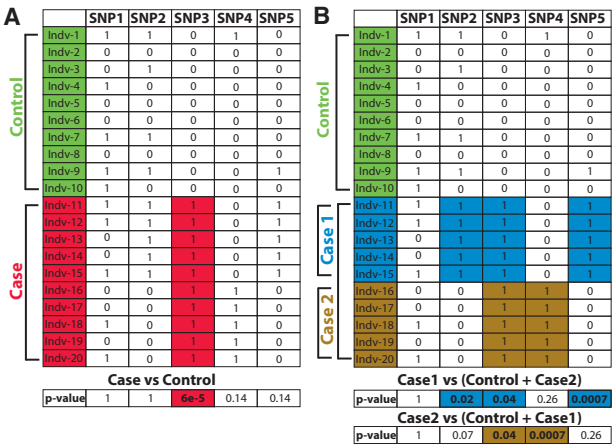 A
SNP1 SNP2 SNP3 SNP4 SNP5
Control
Indv-1 1 1 0 1 0
Indv-2 0 0 0 0 0
Indv-3 0 1 0 0 0
Indv-4 1 0 0 0 0
Indv-5 0 0 0 0 0
Indv-6 0 0 0 0 0
Indv-7 1 1 0 0 0
Indv-8 0 0 0 0 0
Indv-9 1 1 0 0 1
Indv-10 1 0 0 0 0
Case
Indv-11 1 1 1 0 1
Indv-12 1 1 1 0 1
Indv-13 0 1 1 0 1
Indv-14 0 1 1 0 1
Indv-15 1 1 1 0 1
Indv-16 0 0 1 1 0
Indv-17 0 0 1 1 0
Indv-18 1 0 1 1 0
Indv-19 0 0 1 1 0
Indv-20 1 0 1 1 0
Case vs Control
p-value 1 1 6e-5 0.14 0.14
B
SNP1 SNP2 SNP3 SNP4 SNP5
Control
Indv-1 1 1 0 1 0
Indv-2 0 0 0 0 0
Indv-3 0 1 0 0 0
Indv-4 1 0 0 0 0
Indv-5 0 0 0 0 0
Indv-6 0 0 0 0 0
Indv-7 1 1 0 0 0
Indv-8 0 0 0 0 0
Indv-9 1 1 0 0 1
Indv-10 1 0 0 0 0
Case 1
Indv-11 1 1 1 0 1
Indv-12 1 1 1 0 1
Indv-13 0 1 1 0 1
Indv-14 0 1 1 0 1
Indv-15 1 1 1 0 1
Case 2
Indv-16 0 0 1 1 0
Indv-17 0 0 1 1 0
Indv-18 1 0 1 1 0
Indv-19 0 0 1 1 0
Indv-20 1 0 1 1 0
Case1 vs (Control + Case2)
p-value 1 0.02 0.04 0.26 0.0007
Case2 vs (Control + Case1)
p-value 1 0.07 0.04 0.0007 0.26